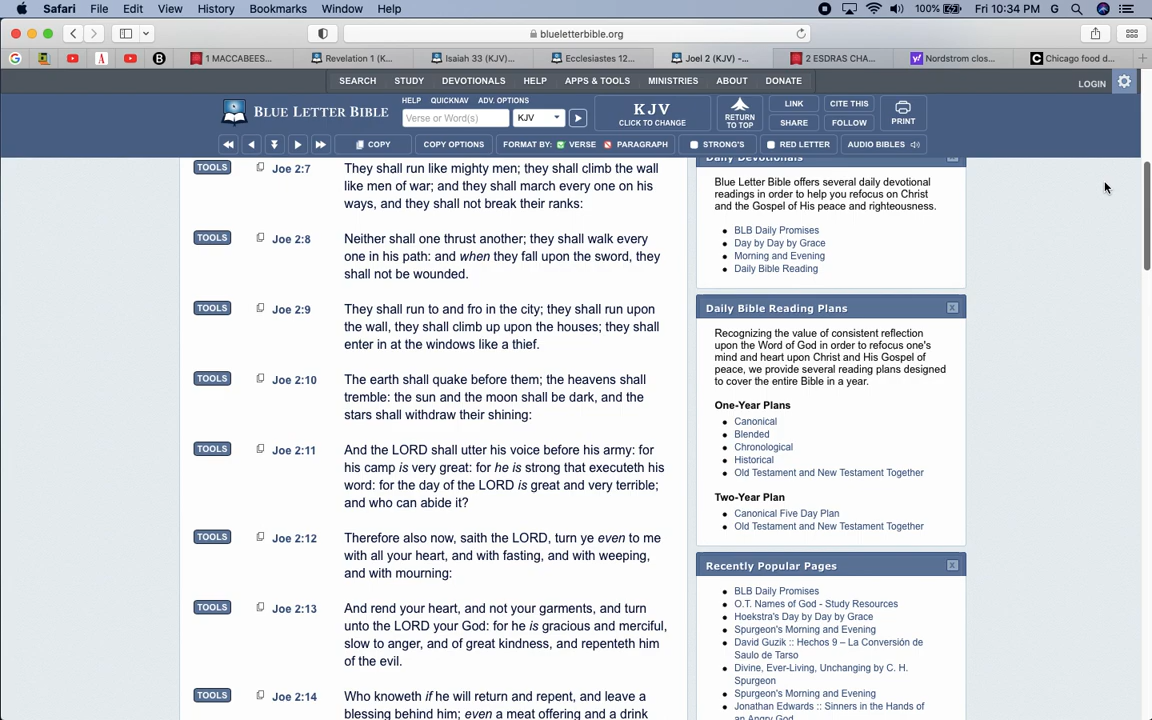 Safari File Edit View History Bookmarks Window Help 100% Fri 10:34 PM G
blueletterbible.org
1 MACCABEES... Revelation 1 (K... Isaiah 33 (KJV)... Ecclesiastes 12... Joel 2 (KJV) -... 2 ESDRAS CHA... Nordstrom clos... Chicago food d...
SEARCH STUDY DEVOTIONALS HELP APPS & TOOLS MINISTRIES ABOUT DONATE LOGIN
BLUE LETTER BIBLE
HELP QUICKNAV ADV. OPTIONS
Verse or Word(s) KJV
KJV
CLICK TO CHANGE
RETURN
TO TOP
LINK CITE THIS
SHARE FOLLOW
PRINT
COPY COPY OPTIONS FORMAT BY: VERSE PARAGRAPH STRONG'S RED LETTER AUDIO BIBLES
TOOLS Joe 2:7 They shall run like mighty men; they shall climb the wall
like men of war; and they shall march every one on his
ways, and they shall not break their ranks:
TOOLS Joe 2:8 Neither shall one thrust another; they shall walk every
one in his path: and when they fall upon the sword, they
shall not be wounded.
TOOLS Joe 2:9 They shall run to and fro in the city; they shall run upon
the wall, they shall climb up upon the houses; they shall
enter in at the windows like a thief.
TOOLS Joe 2:10 The earth shall quake before them; the heavens shall
tremble: the sun and the moon shall be dark, and the
stars shall withdraw their shining:
TOOLS Joe 2:11 And the LORD shall utter his voice before his army: for
his camp is very great: for he is strong that executeth his
word: for the day of the LORD is great and very terrible;
and who can abide it?
TOOLS Joe 2:12 Therefore also now, saith the LORD, turn ye even to me
with all your heart, and with fasting, and with weeping,
and with mourning:
TOOLS Joe 2:13 And rend your heart, and not your garments, and turn
unto the LORD your God: for he is gracious and merciful,
slow to anger, and of great kindness, and repenteth him
of the evil.
TOOLS Joe 2:14 Who knoweth if he will return and repent, and leave a
blessing behind him; even a meat offering and a drink
Daily Devotionals
Blue Letter Bible offers several daily devotional
readings in order to help you refocus on Christ
and the Gospel of His peace and righteousness.
BLB Daily Promises
Day by Day by Grace
Morning and Evening
Daily Bible Reading
Daily Bible Reading Plans
Recognizing the value of consistent reflection
upon the Word of God in order to refocus one's
mind and heart upon Christ and His Gospel of
peace, we provide several reading plans designed
to cover the entire Bible in a year.
One-Year Plans
Canonical
Blended
Chronological
Historical
Old Testament and New Testament Together
Two-Year Plan
Canonical Five Day Plan
Old Testament and New Testament Together
Recently Popular Pages
BLB Daily Promises
O.T. Names of God - Study Resources
Hoekstra's Day by Day by Grace
Spurgeon's Morning and Evening
David Guzik :: Hechos 9 – La Conversión de
Saulo de Tarso
Divine, Ever-Living, Unchanging by C. H.
Spurgeon
Spurgeon's Morning and Evening
Jonathan Edwards :: Sinners in the Hands of
an Angry God